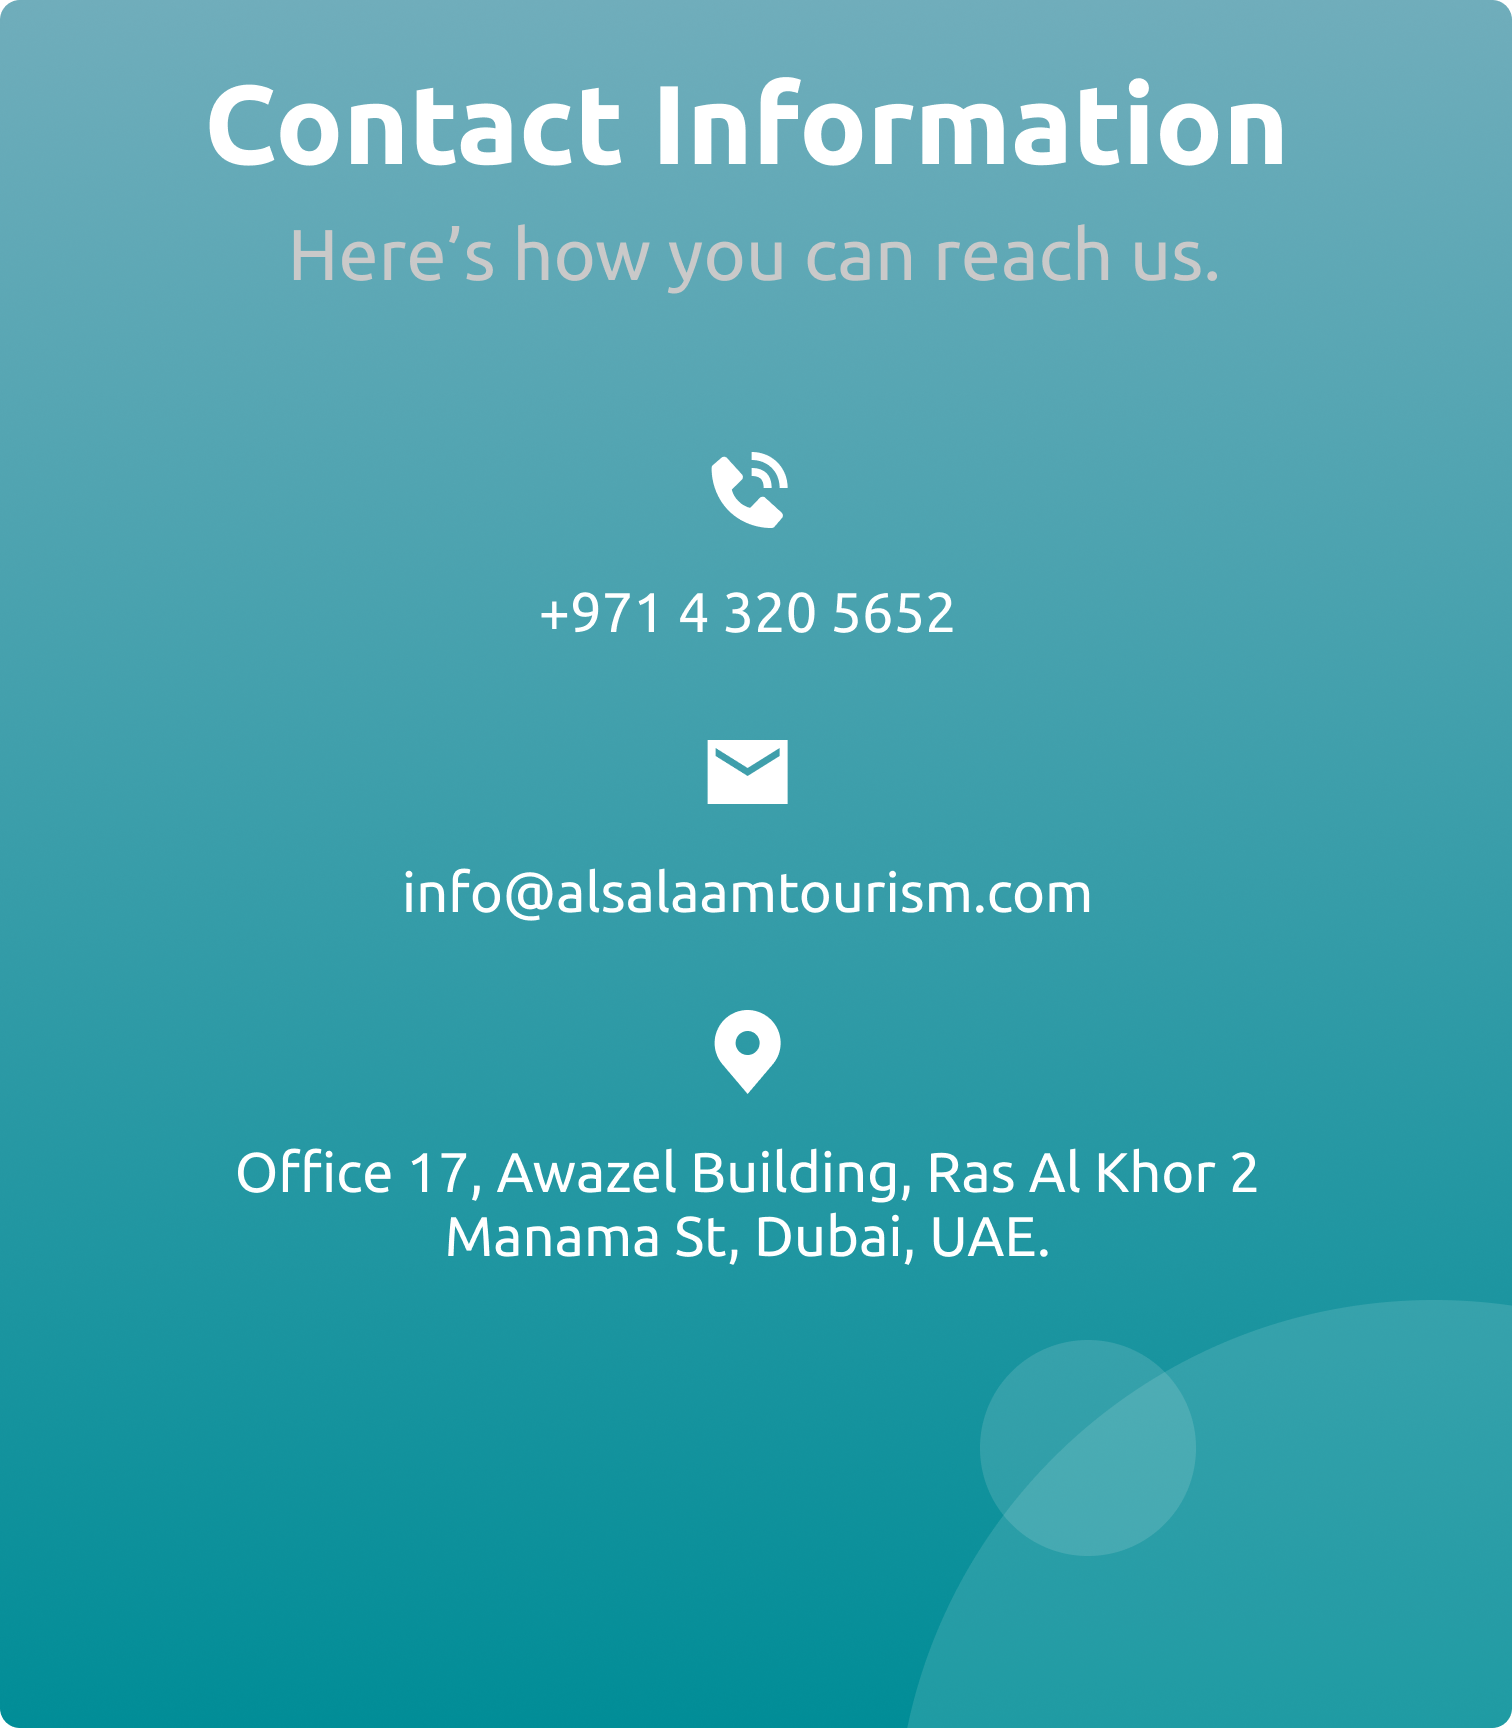 Contact Information
Here’s how you can reach us.
+971 4 320 5652
info@alsalaamtourism.com
Office 17, Awazel Building, Ras Al Khor 2
Manama St, Dubai, UAE.